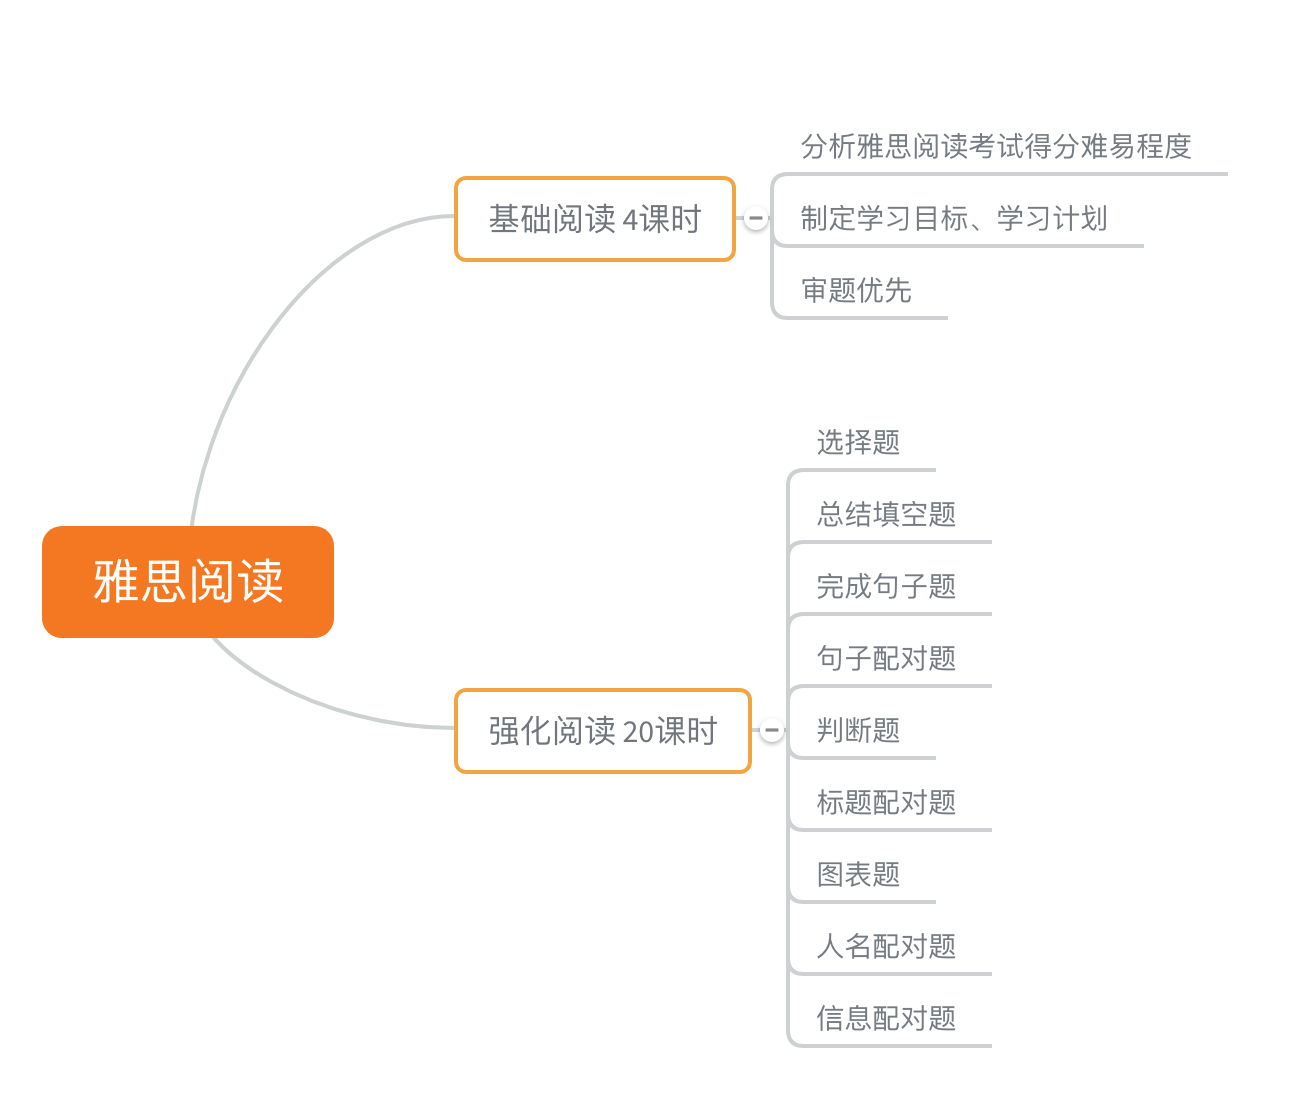 雅思阅读
基础阅读 4课时
分析雅思阅读考试得分难易程度
制定学习目标、学习计划
审题优先
强化阅读 20课时
选择题
总结填空题
完成句子题
句子配对题
判断题
标题配对题
图表题
人名配对题
信息配对题